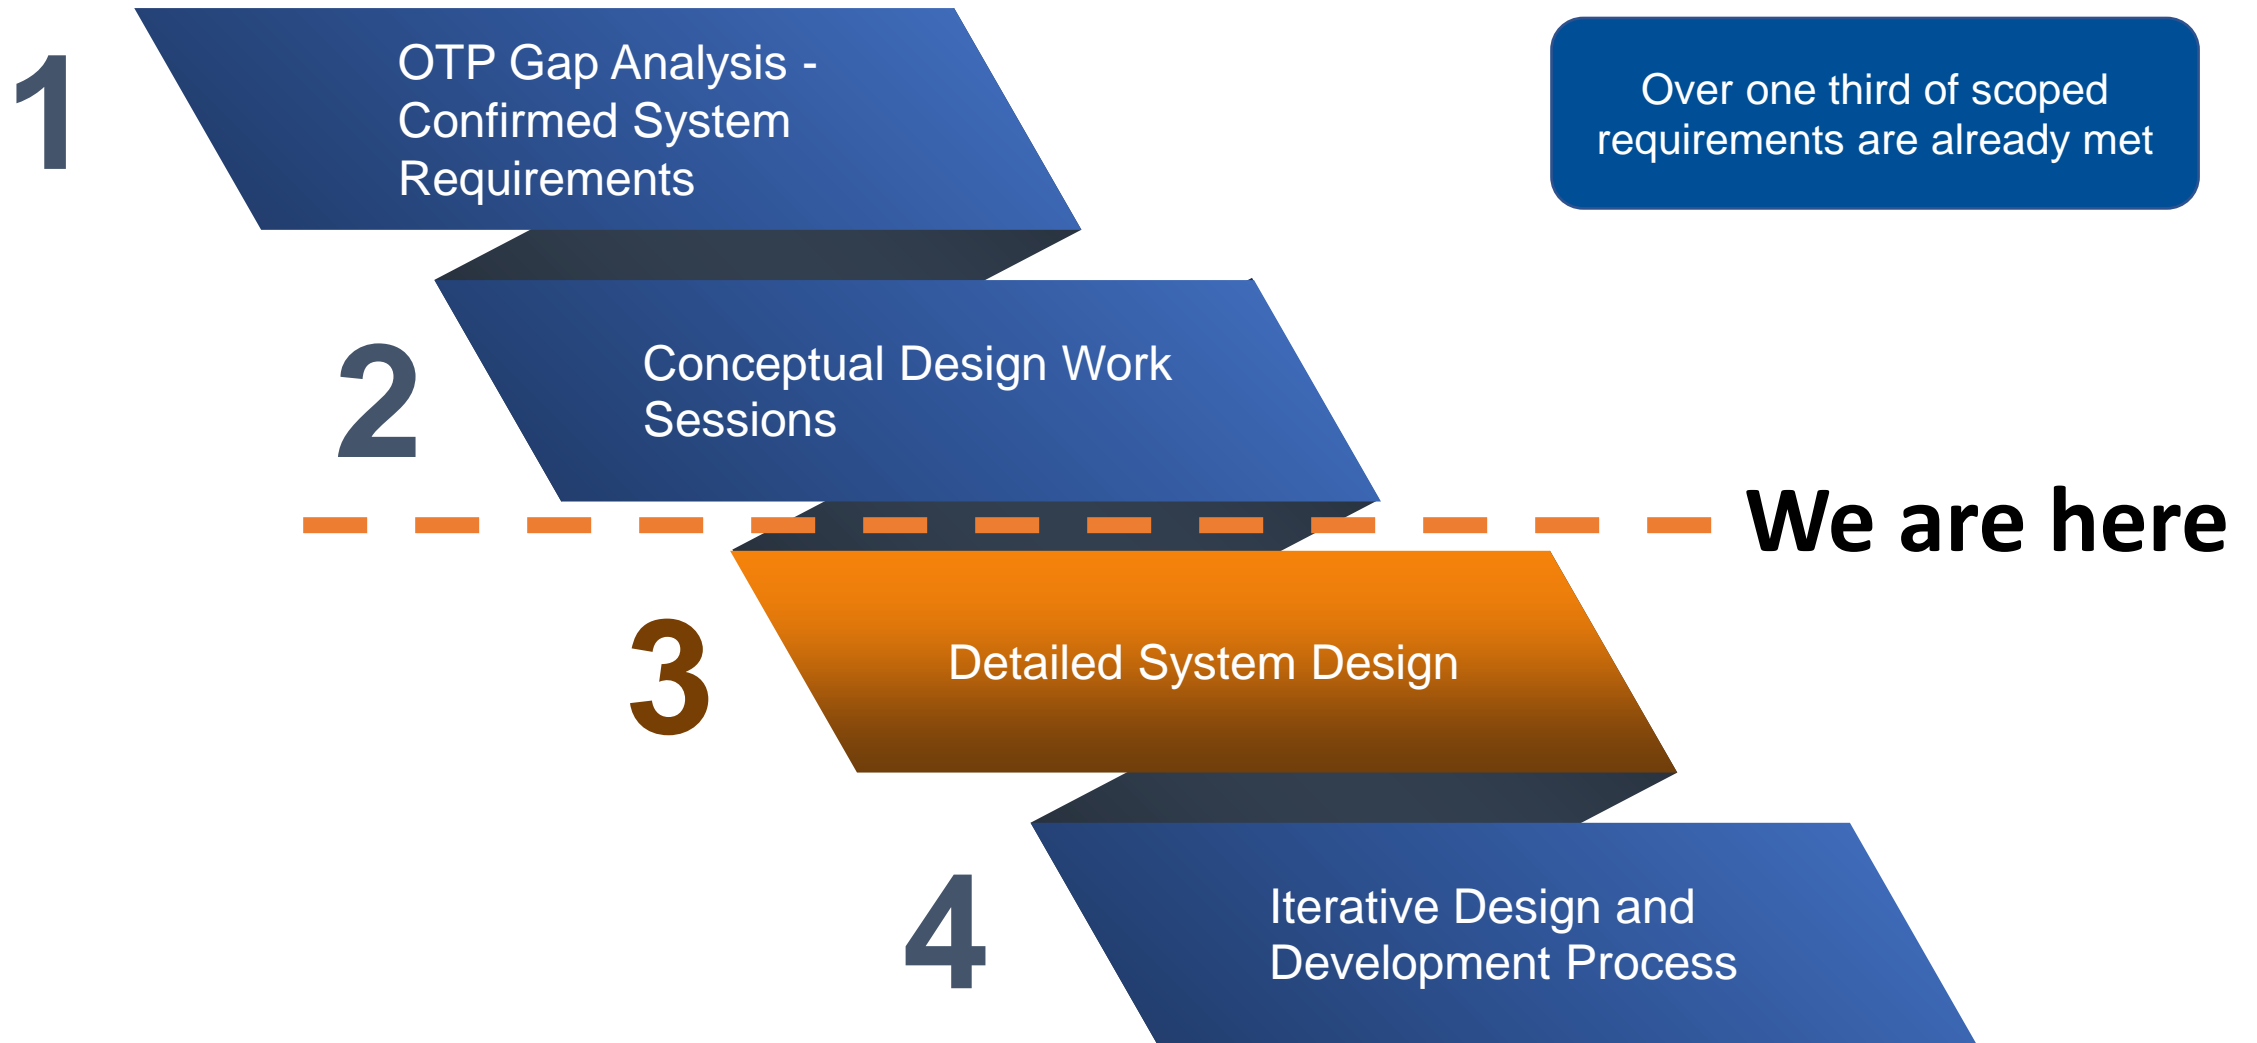 1
OTP Gap Analysis -
Confirmed System
Requirements
Over one third of scoped
requirements are already met
2
Conceptual Design Work
Sessions
We are here
3
Detailed System Design
4
Iterative Design and
Development Process